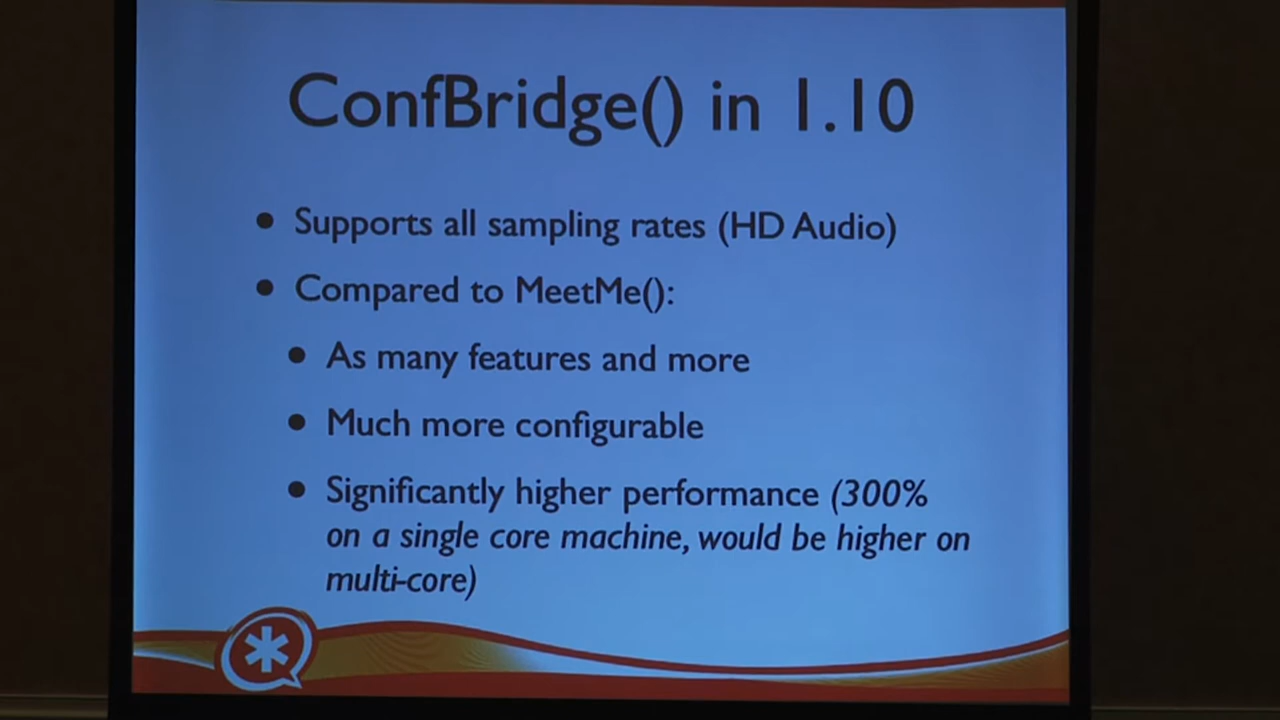 ConfBridge() in 1.10
• Supports all sampling rates (HD Audio)
• Compared to MeetMe():
• As many features and more
• Much more configurable
• Significantly higher performance (300%
on a single core machine, would be higher on
multi-core)